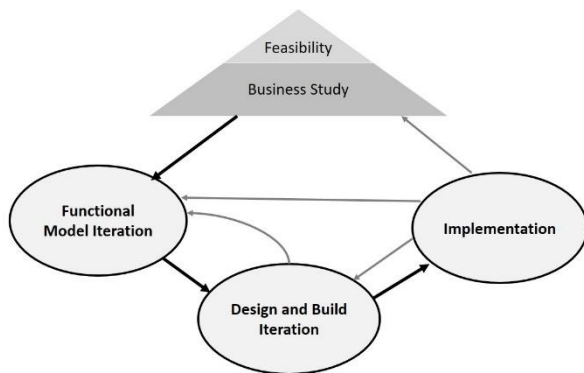 Feasibility
Business Study
Functional
Model Iteration
Implementation
Design and Build
Iteration